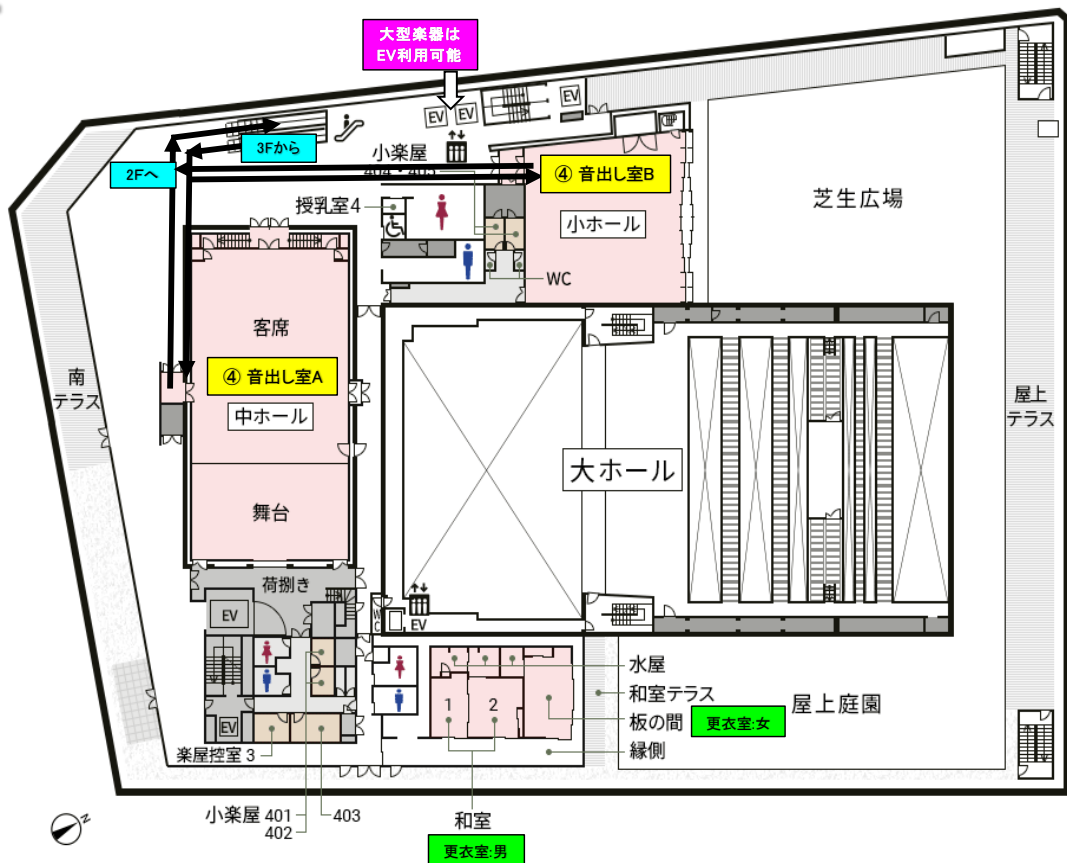 大型楽器は
EV利用可能
EV
EV
EV
3Fから
2Fへ
小楽屋
404・405
④ 音出し室B
授乳室4
小ホール
芝生広場
WC
客席
④ 音出し室A
中ホール
南
テラス
屋上
テラス
大ホール
舞台
荷捌き
EV
WC
EV
水屋
和室テラス
1
2
板の間
更衣室:女
屋上庭園
縁側
EV
楽屋控室 3
小楽屋 401
402
403
和室
更衣室:男
N